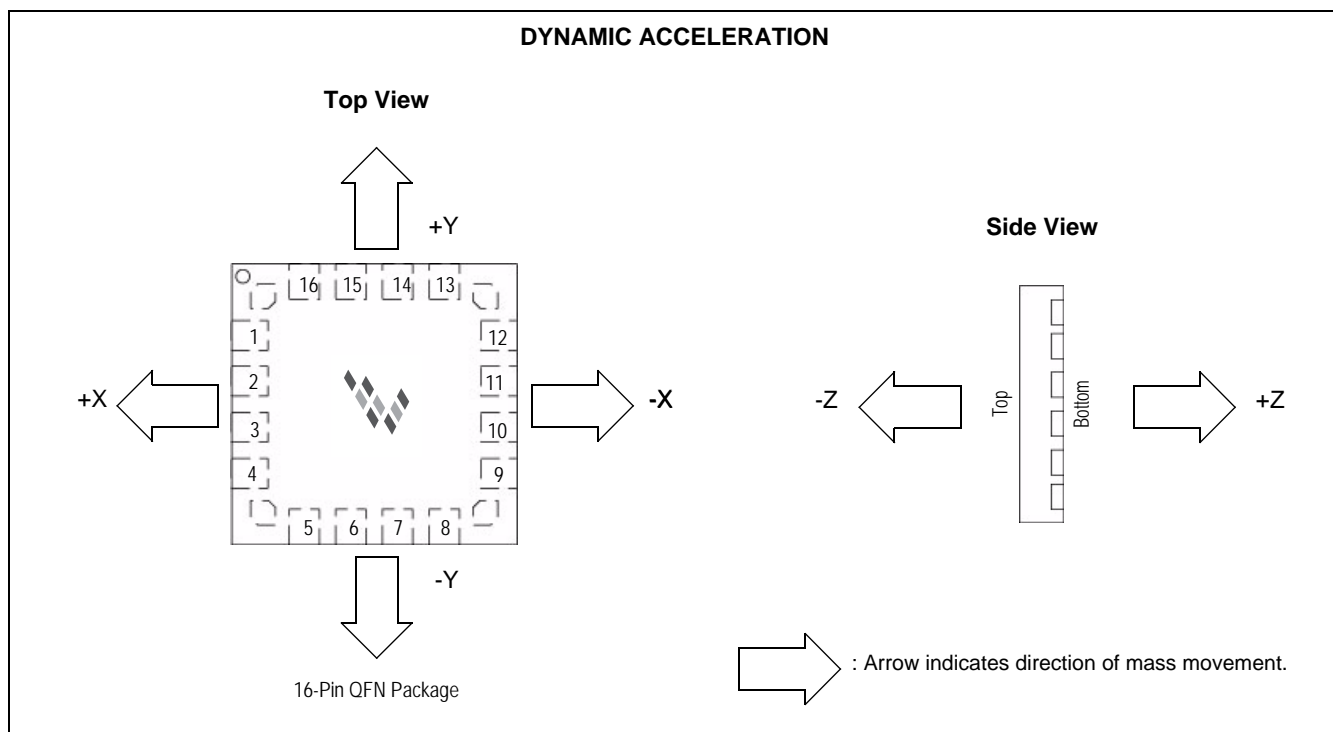 DYNAMIC ACCELERATION
Top View
+Y
16 15 14 13
1
2
3
4
12
11
10
9
5 6 7 8
+X
-X
-Y
16-Pin QFN Package
Side View
-Z
Top
Bottom
+Z
: Arrow indicates direction of mass movement.